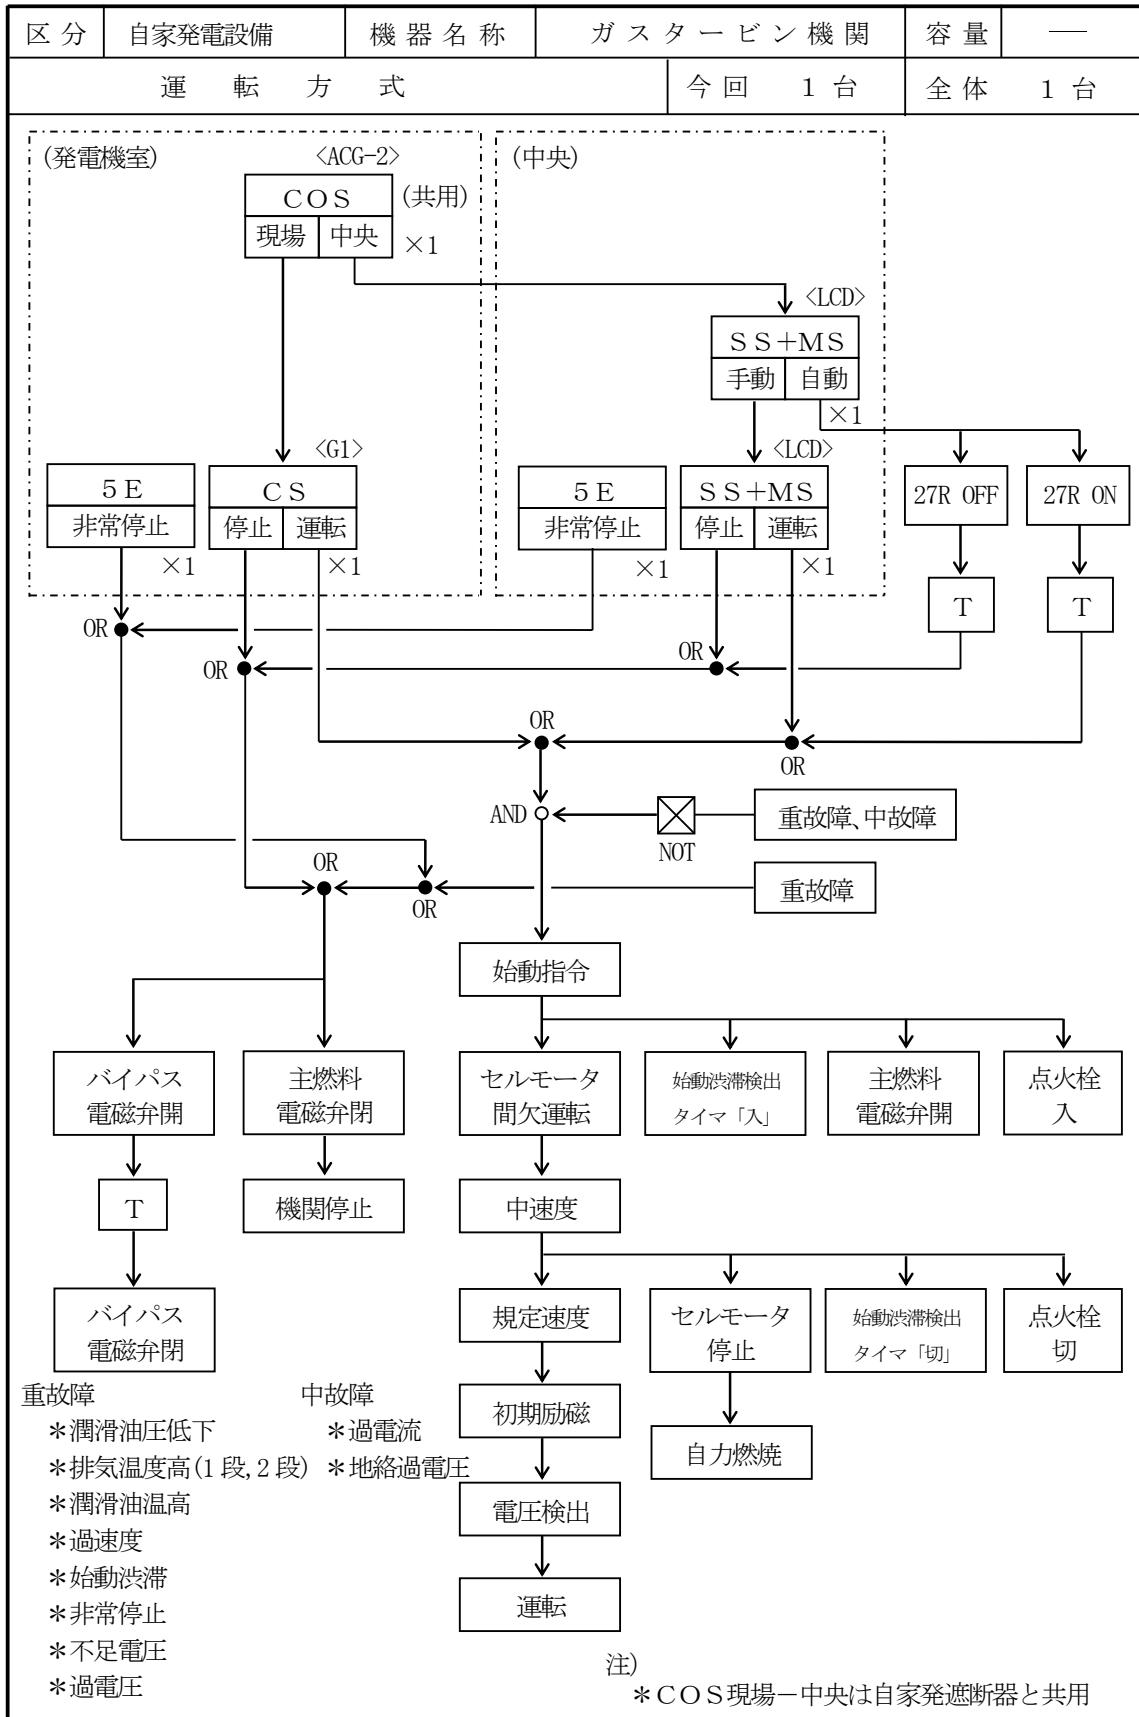 区分 自家発電設備 機器名称 ガスタービン機関 容量 ―
運転方式 今回 1台 全体 1台
(発電機室) <ACG-2> (中央)
COS (共用)
現場 中央 ×1
<LCD>
SS+MS
手動 自動
×1
<G1> <LCD>
5E CS 5E SS+MS 27R OFF 27R ON
非常停止 停止 運転 非常停止 停止 運転
×1 ×1 ×1 ×1
T T
OR
OR OR
OR
OR
AND 重故障、中故障
NOT
OR
重故障
OR
始動指令
バイパス 主燃料 セルモータ 始動渋滞検出 主燃料 点火栓
電磁弁開 電磁弁閉 間欠運転 タイマ「入」 電磁弁開 入
T 機関停止 中速度
バイパス 規定速度 セルモータ 始動渋滞検出 点火栓
電磁弁閉 停止 タイマ「切」 切
重故障 中故障 初期励磁
*潤滑油圧低下 *過電流 自力燃焼
*排気温度高(1段,2段) *地絡過電圧
*潤滑油温高 電圧検出
*過速度
*始動渋滞
*非常停止 運転
*不足電圧
*過電圧
注)
*COS現場-中央は自家発遮断器と共用